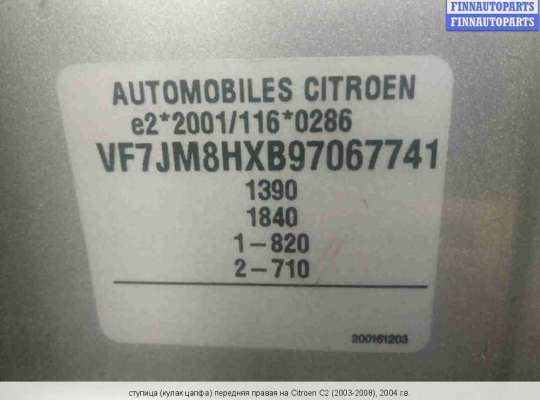 FINNAUTOPARTS
FINNAUTOPARTS
AUTOMOBILES CITROEN
e2*2001/116*0286
VF7JM8HXB97067741
1390
1840
1-820
2-710
200161203
ступица (кулак цапфа) передняя правая на Citroen C2 (2003-2008), 2004 г.в.